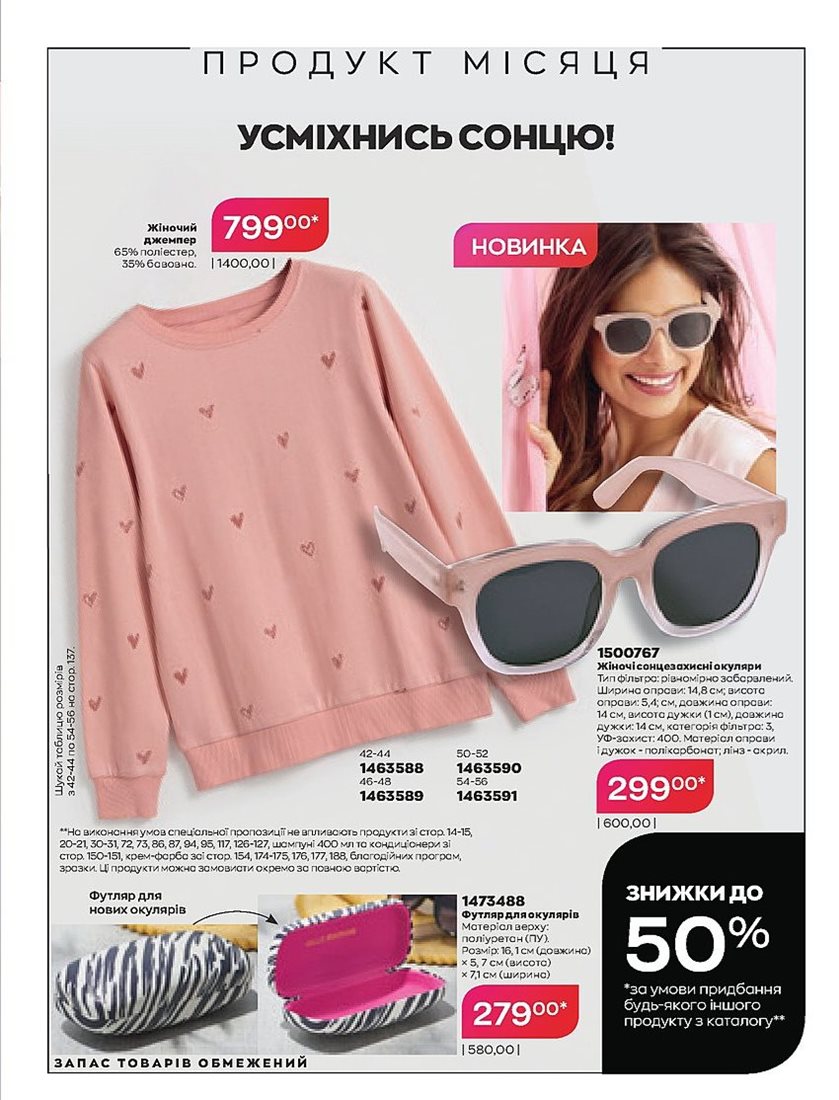 ПРОДУКТ МІСЯЦЯ
УСМІХНИСЬ СОНЦЮ!
Жіночий
джемпер
65% поліестер,
35% бавовна.
799⁰⁰*
|1400,00|
НОВИНКА
Шукай таблицю розмірів
з 42-44 по 54-56 на стор. 137.
42-44
1463588
46-48
1463589
50-52
1463590
54-56
1463591
1500767
Жіночі сонцезахисні окуляри
Тип фільтра: рівномірно забарвлений.
Ширина оправи: 14,8 см; висота
оправи: 5,4; см, довжина оправи:
14 см, висота дужки (1 см), довжина
дужки: 14 см, категорія фільтра: 3,
УФ-захист: 400. Матеріал оправи
і дужок - полікарбонат; лінз - акрил.
299⁰⁰*
|600,00|
**На виконання умов спеціальної пропозиції не впливають продукти зі стор. 14-15,
20-21, 30-31, 72, 73, 86, 87, 94, 95, 117, 126-127, шампуні 400 мл та кондиціонери зі
стор. 150-151, крем-фарба заі стор. 154, 174-175, 176, 177, 188, благодійних програм,
зразки. Ці продукти можна замовити окремо за повною вартістю.
Футляр для
нових окулярів
1473488
Футляр для окулярів
Матеріал верху:
поліуретан (ПУ).
Розмір: 16,1 см (довжина)
× 5,7 см (висота)
× 7,1 см (ширина)
279⁰⁰*
|580,00|
ЗНИЖКИ ДО
50%
*за умови придбання
будь-якого іншого
продукту з каталогу**
ЗАПАС ТОВАРІВ ОБМЕЖЕНИЙ